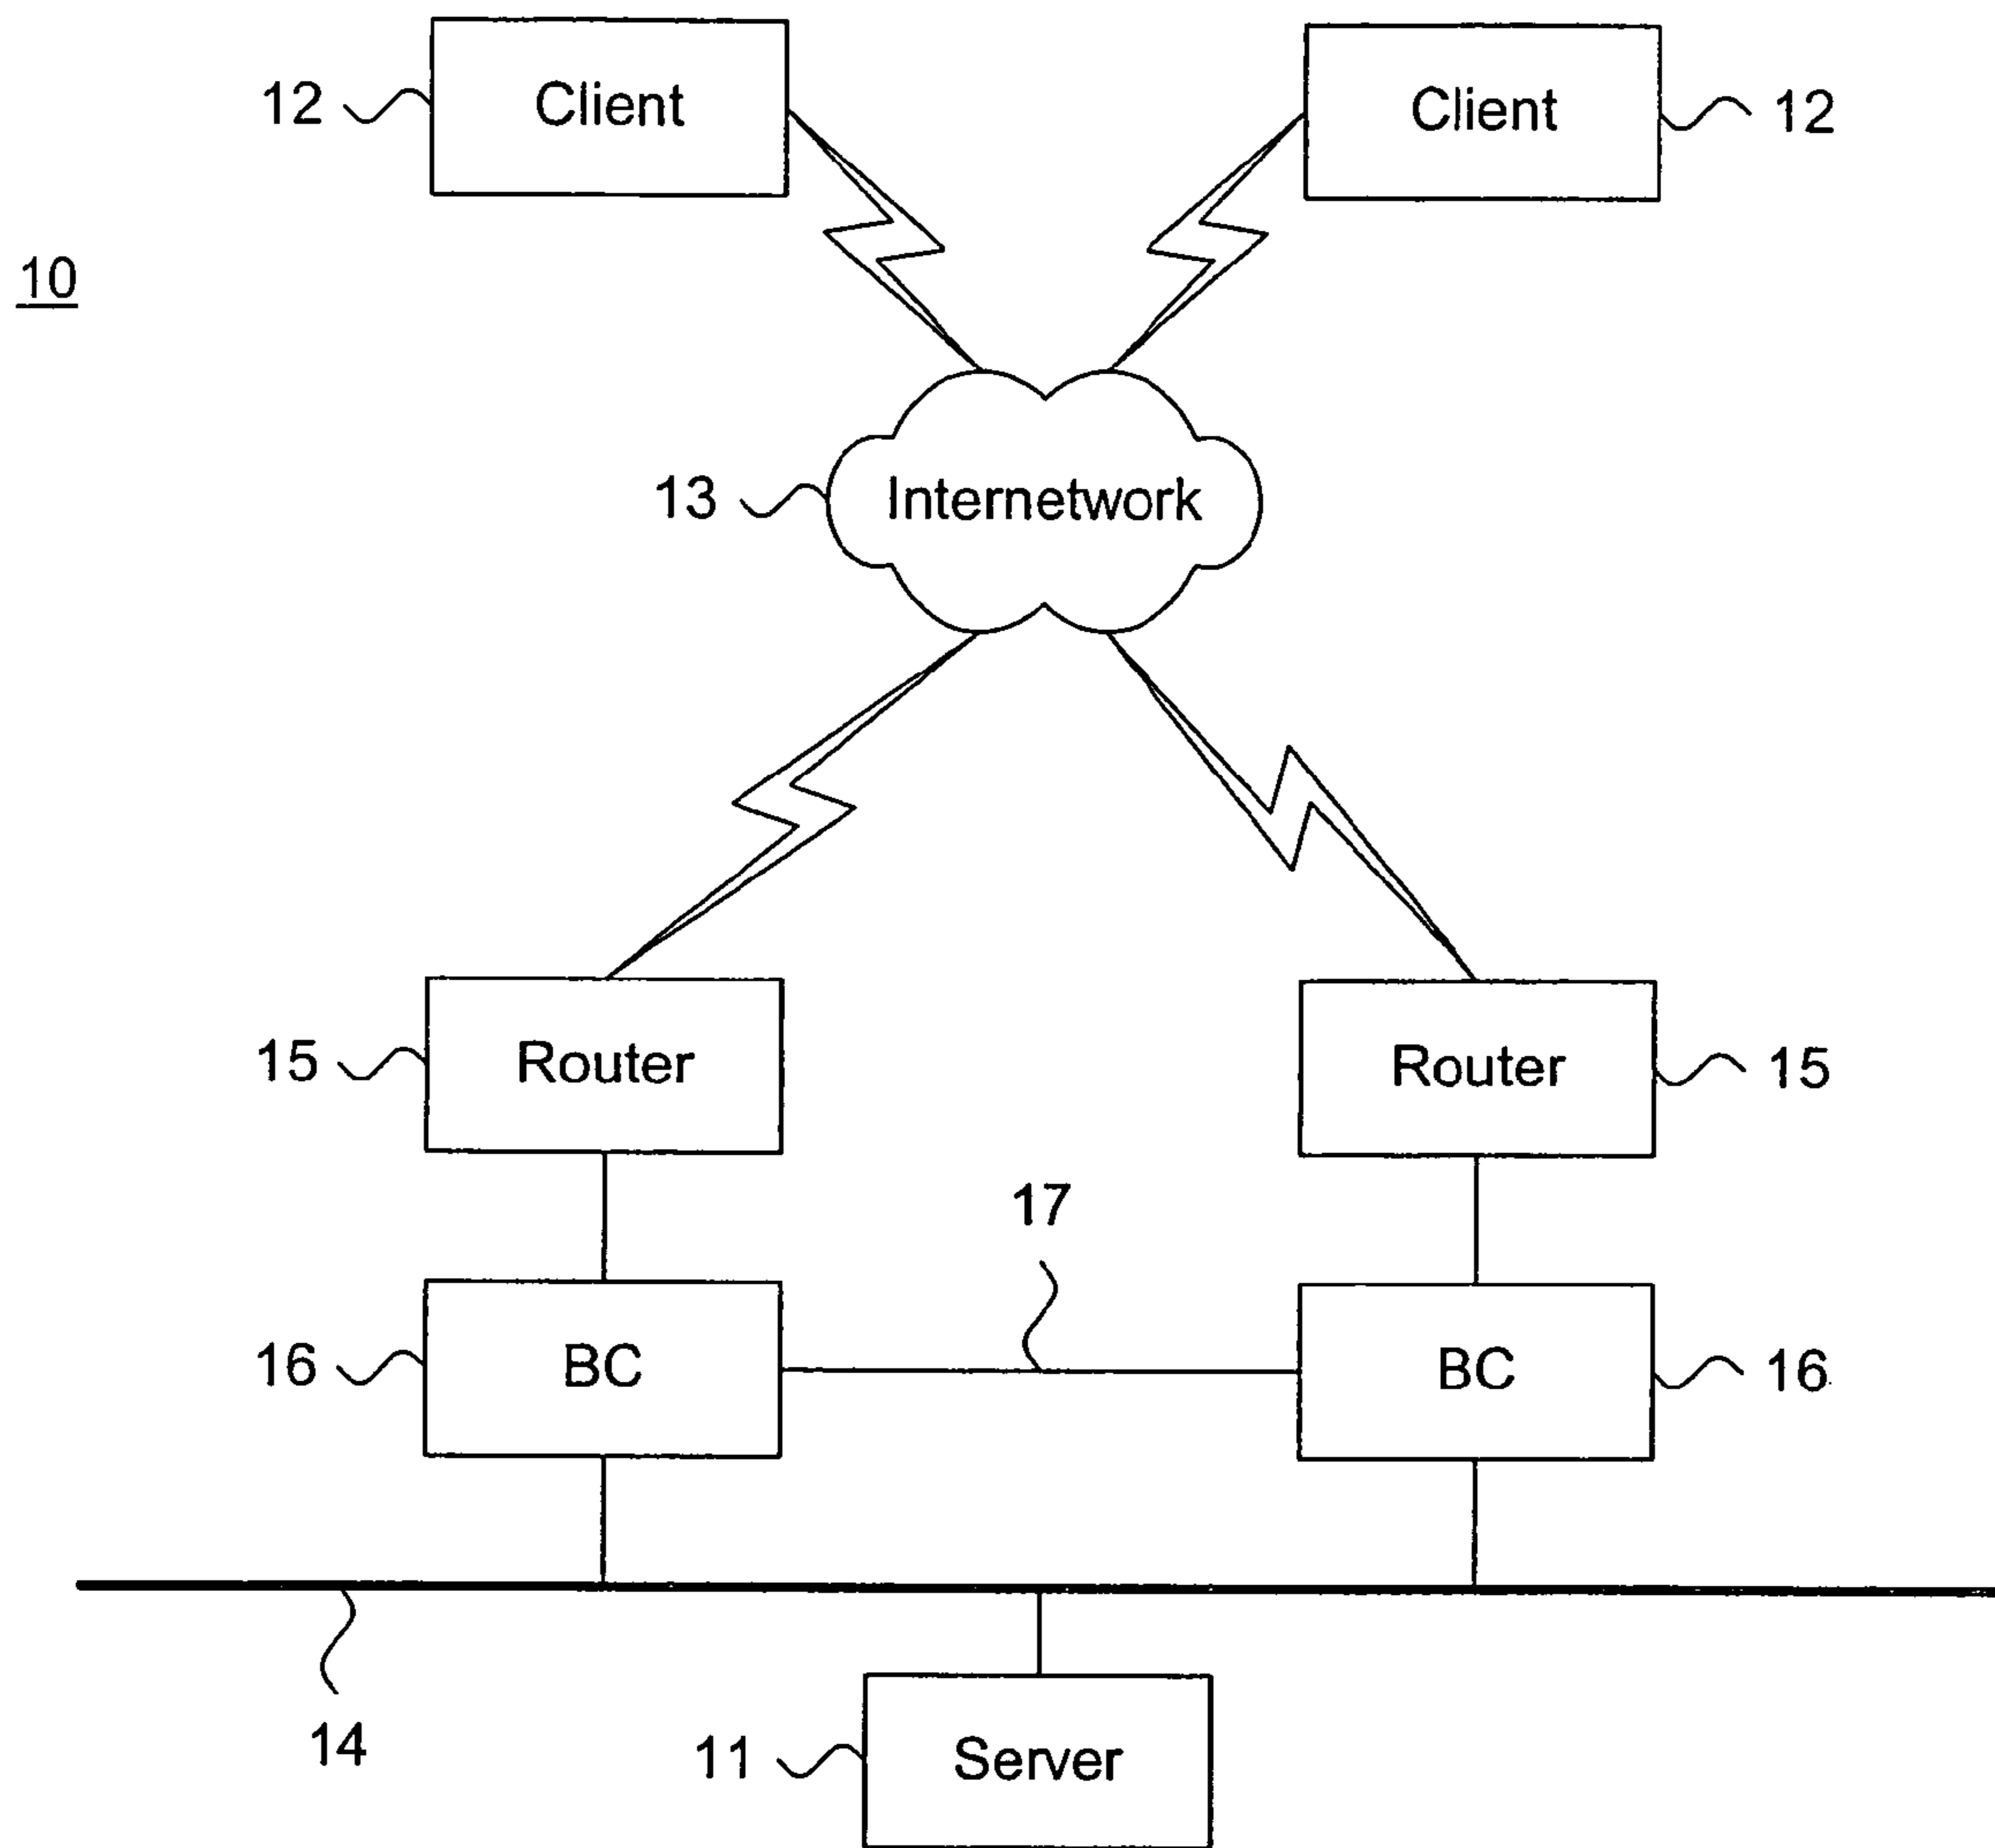 12 Client Client 12
10
13 Internetwork
15 Router Router 15
17
16 BC BC 16
14
11 Server